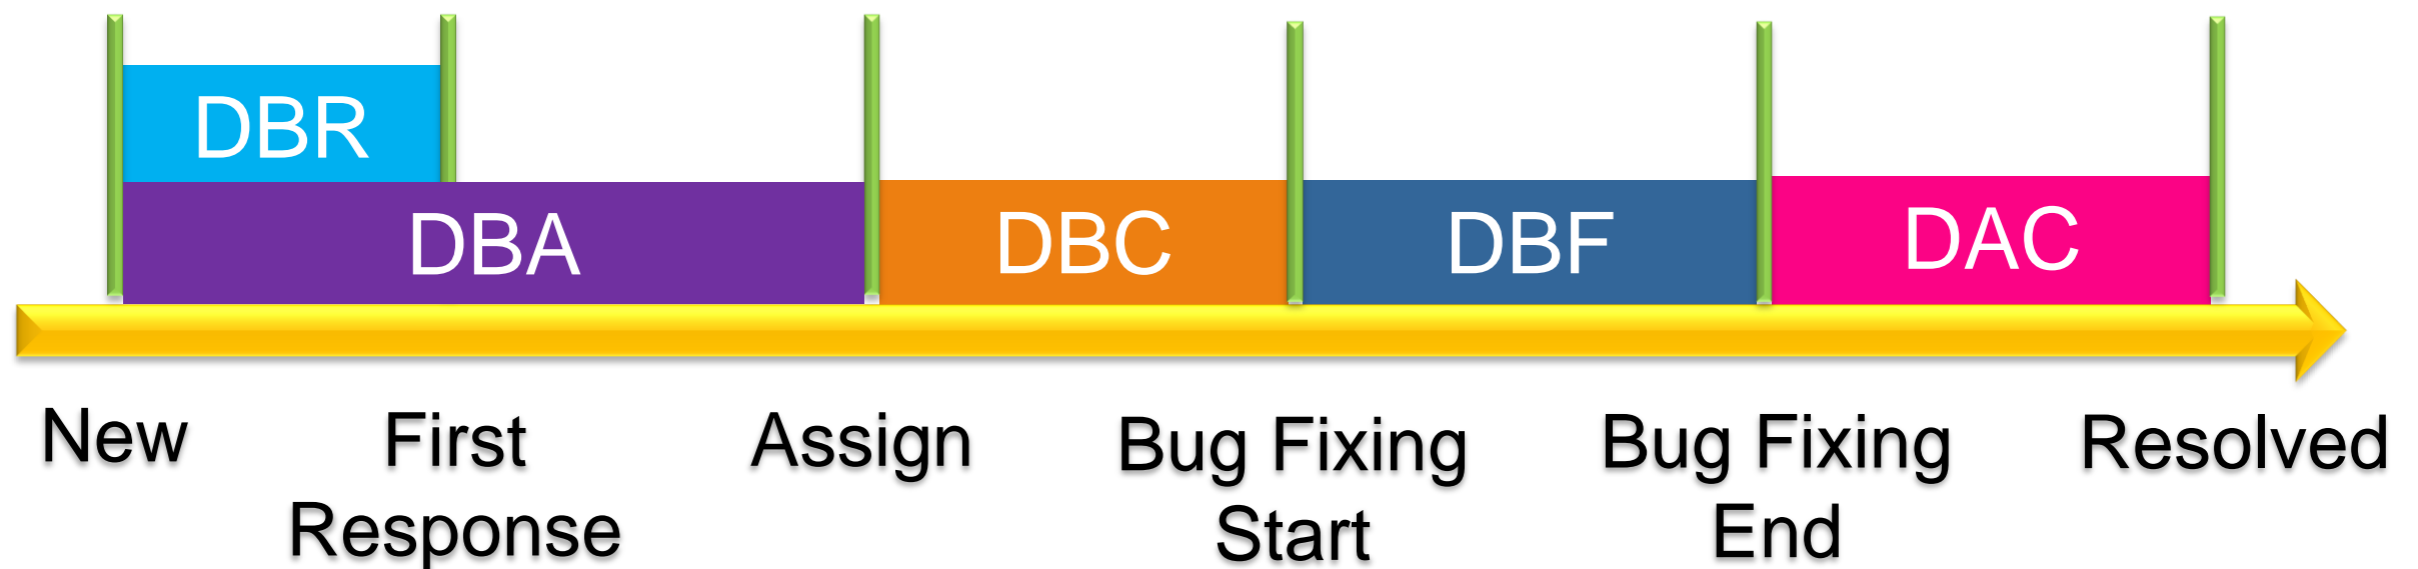 DBR
DBA
DBC
DBF
DAC
New
First
Response
Assign
Bug Fixing
Start
Bug Fixing
End
Resolved